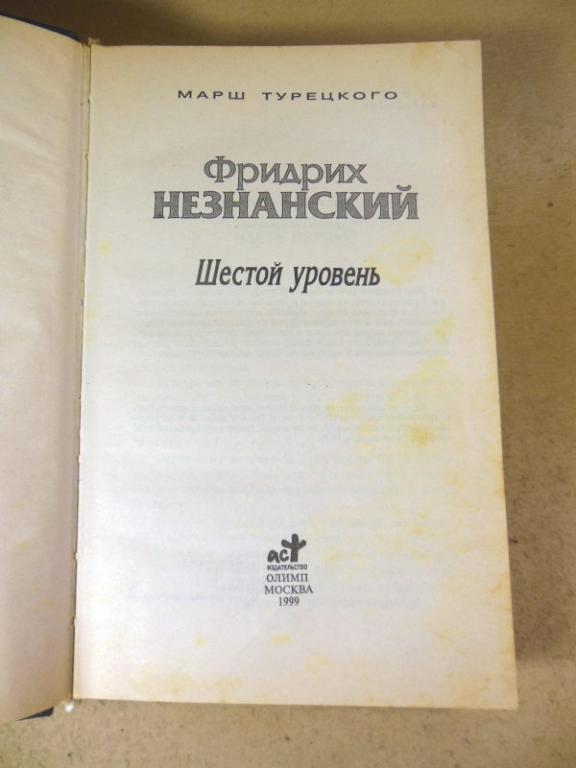 МАРШ ТУРЕЦКОГО
Фридрих
НЕЗНАНСКИЙ
Шестой уровень
аст
ИЗДАТЕЛЬСТВО
ОЛИМП
МОСКВА
1999